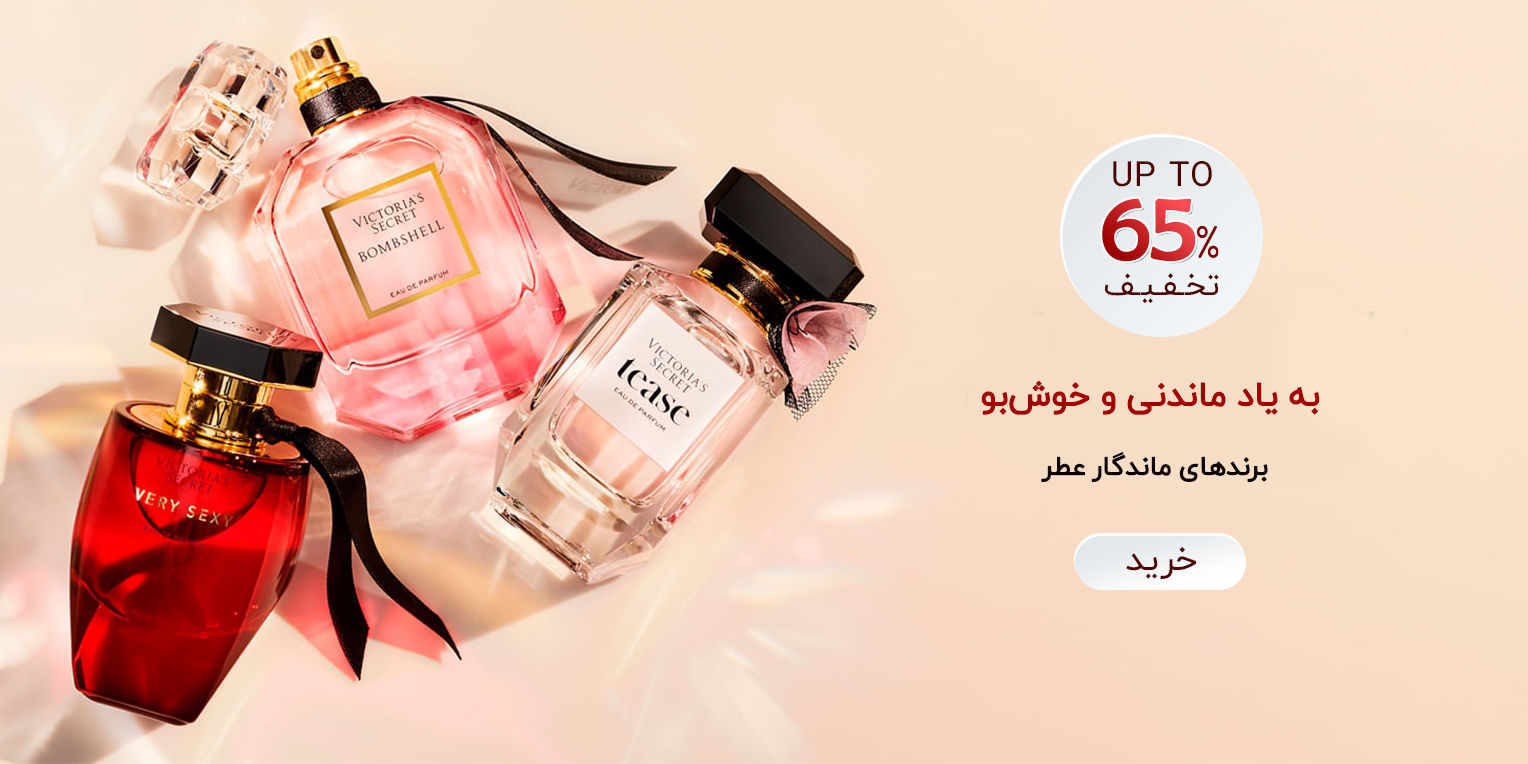 VICTORIA'S
SECRET
BOMBSHELL
EAU DE PARFUM
VICTORIA'S
SECRET
tease
EAU DE PARFUM
VICTORIA'S
SECRET
VERY SEXY
UP TO
65%
تخفیف
به یاد ماندنی و خوش‌بو
برندهای ماندگار عطر
خرید